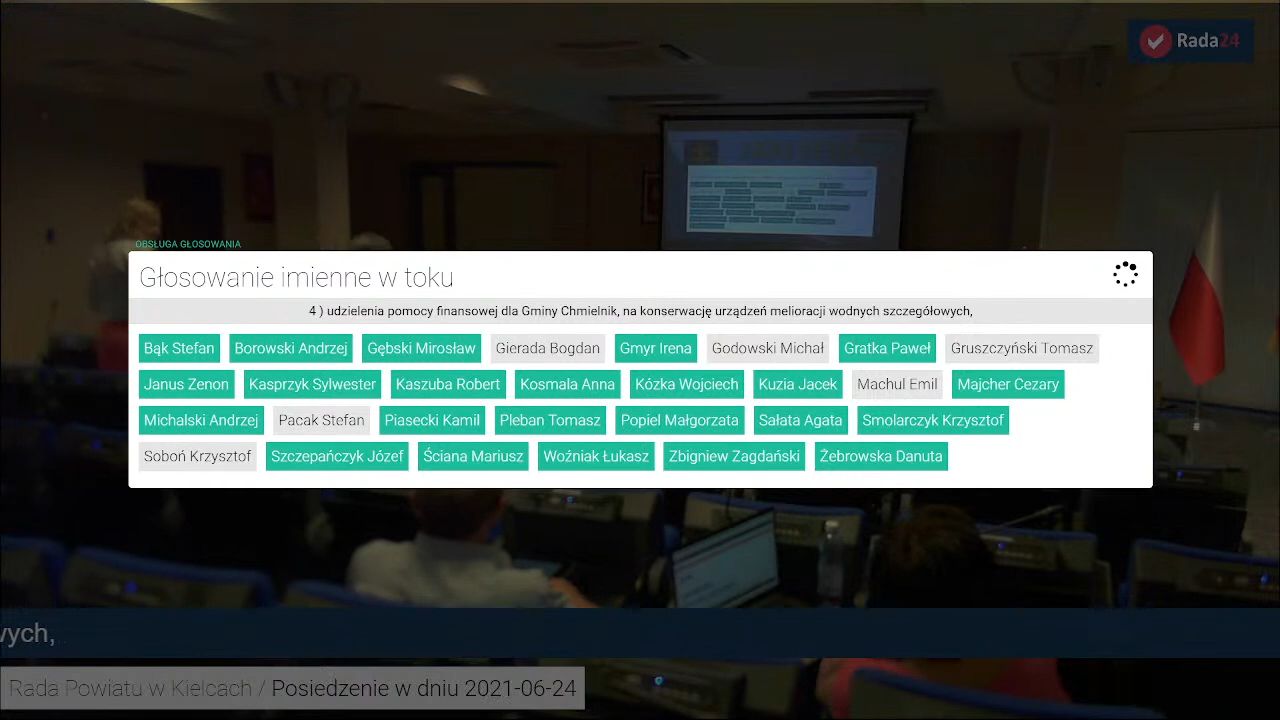 Rada24
OBSŁUGA GŁOSOWANIA
Głosowanie imienne w toku
4 ) udzielenia pomocy finansowej dla Gminy Chmielnik, na konserwację urządzeń melioracji wodnych szczegółowych,
Bąk Stefan Borowski Andrzej Gębski Mirosław Gierada Bogdan Gmyr Irena Godowski Michał Gratka Paweł Gruszczyński Tomasz
Janus Zenon Kasprzyk Sylwester Kaszuba Robert Kosmala Anna Kózka Wojciech Kuzia Jacek Machul Emil Majcher Cezary
Michalski Andrzej Pacak Stefan Piasecki Kamil Pleban Tomasz Popiel Małgorzata Sałata Agata Smolarczyk Krzysztof
Soboń Krzysztof Szczepańczyk Józef Ściana Mariusz Woźniak Łukasz Zbigniew Zagdański Żebrowska Danuta
Rada Powiatu w Kielcach / Posiedzenie w dniu 2021-06-24